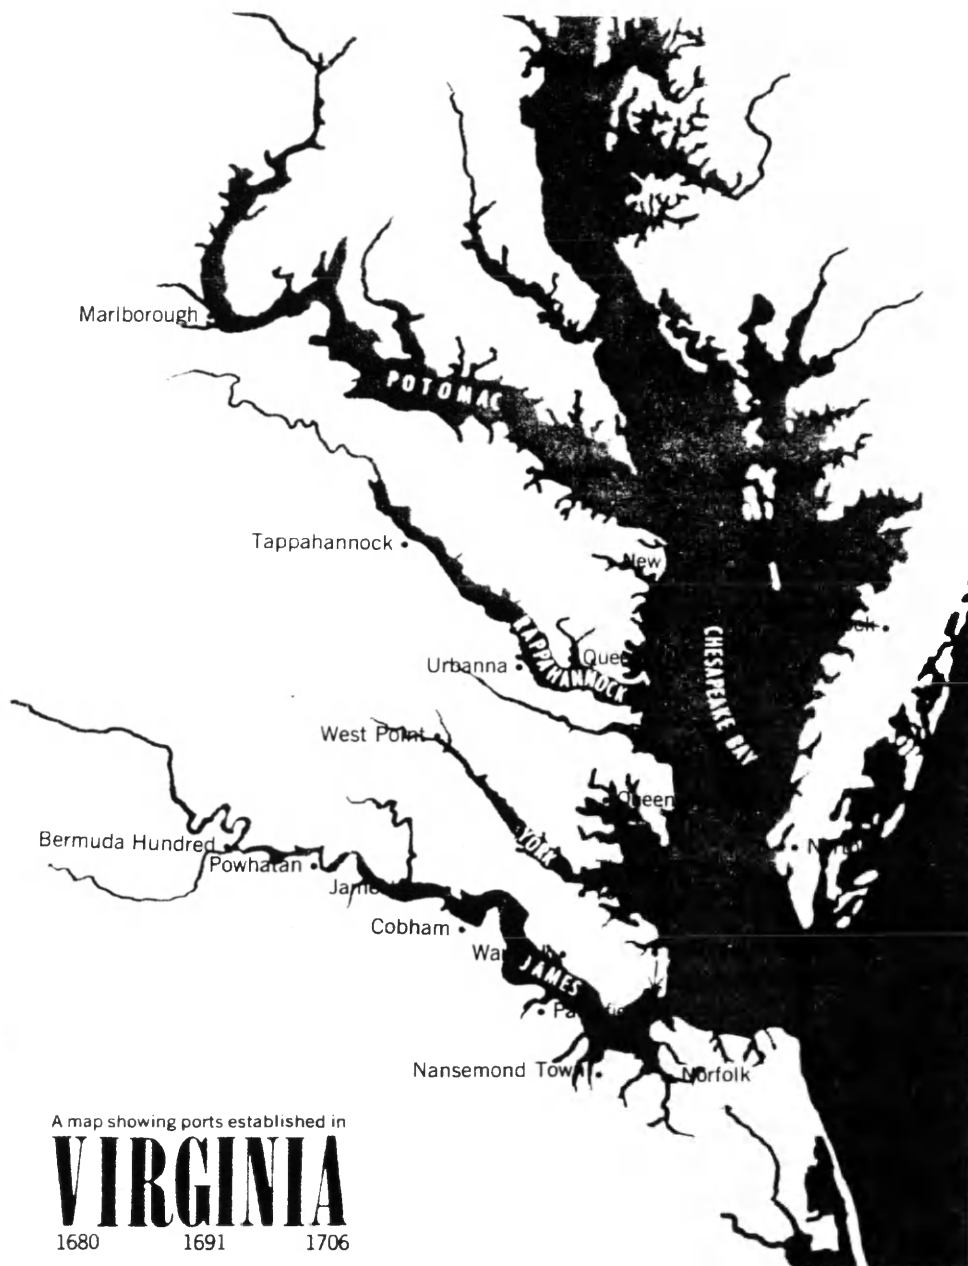 Marlborough
POTOMAC
Tappahannock
New
CHESAPEAKE BAY
RAPPAHANNOCK
Urbanna
West Point
Queen
YORK
Bermuda Hundred
Powhatan
Cobham
JAMES
Nansemond Town
Norfolk
A map showing ports established in
VIRGINIA
1680 1691 1706